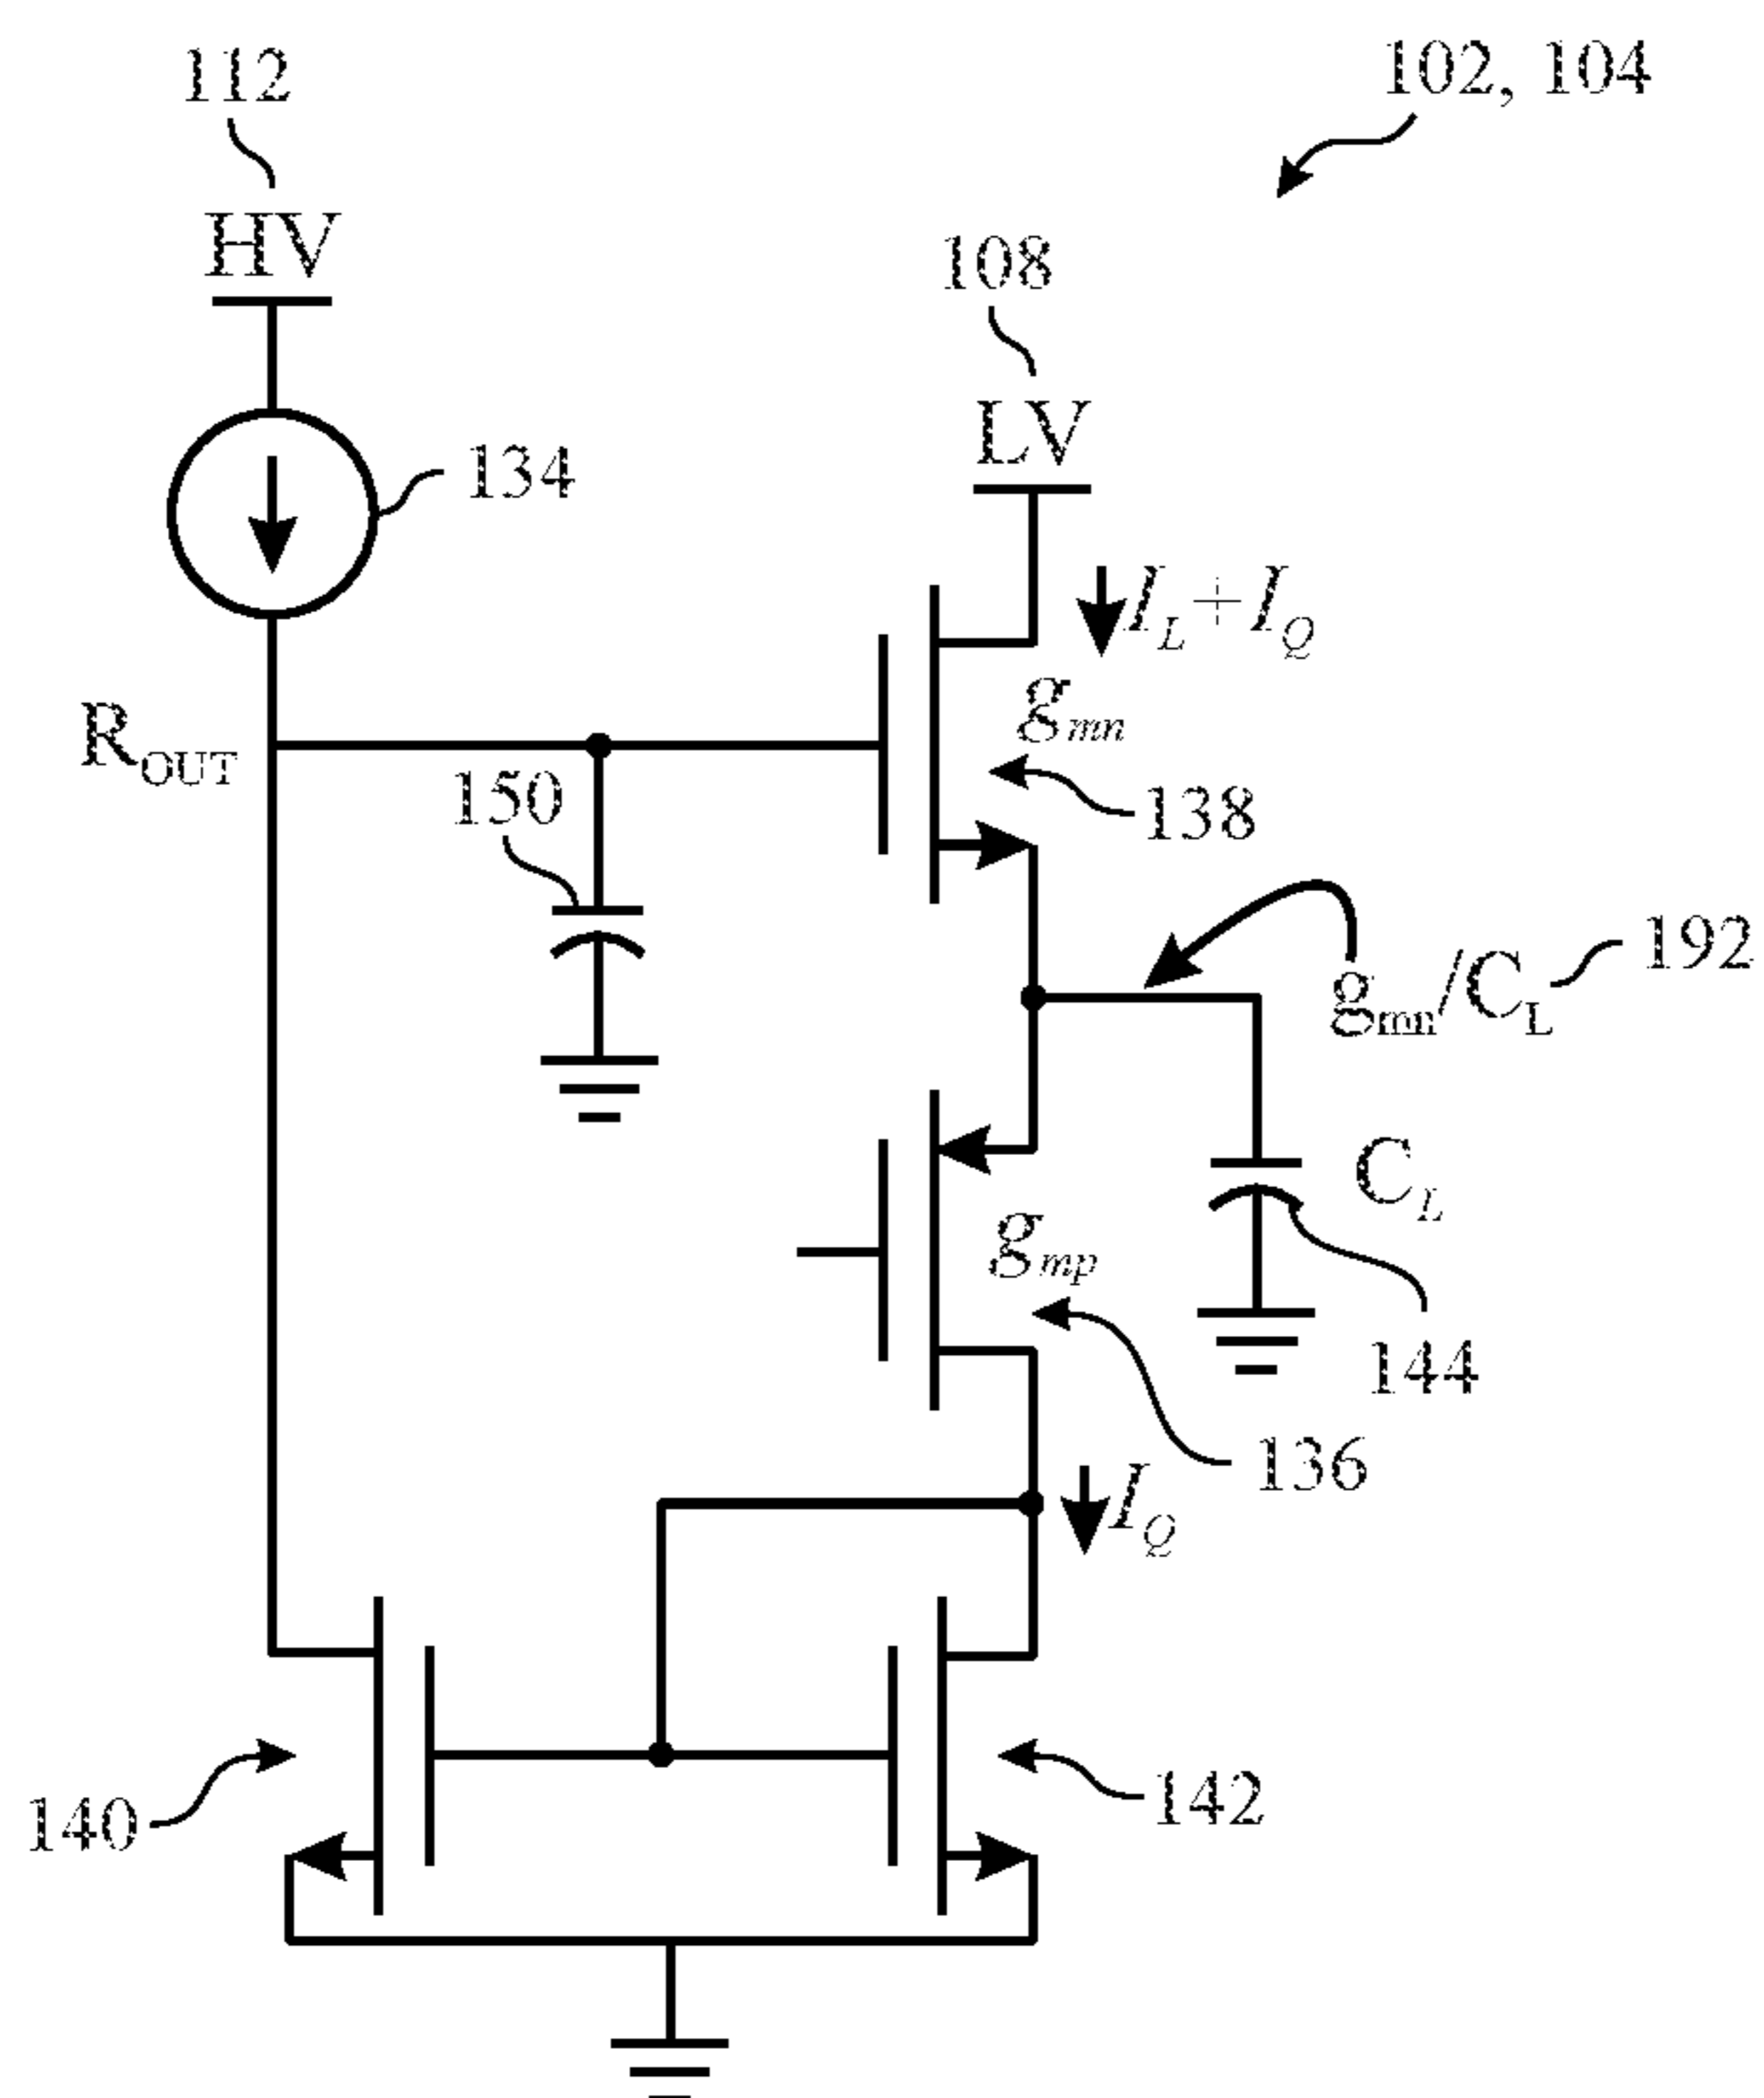 112
102, 104
HV
108
LV
134
I_L+I_Q
g_mn
R_OUT
150
138
192
g_mn/C_L
C_L
g_mp
144
136
I_Q
140
142